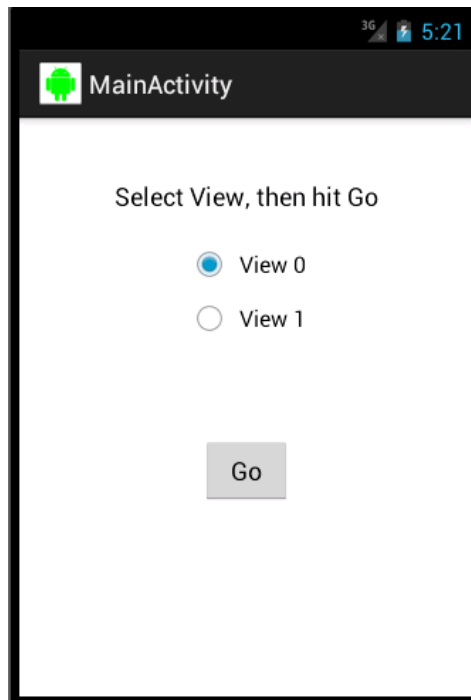 3G 5:21
MainActivity
Select View, then hit Go
View 0
View 1
Go